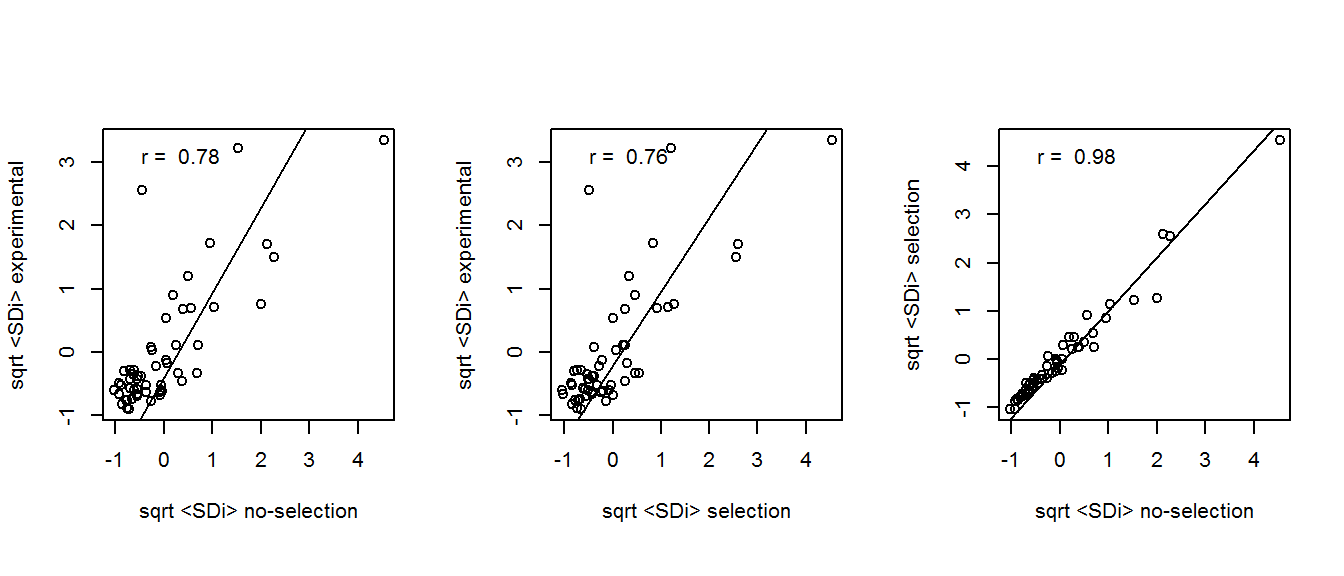 sqrt <SDi> experimental
3
2
1
0
-1
r = 0.78
-1 0 1 2 3 4
sqrt <SDi> no-selection
sqrt <SDi> experimental
3
2
1
0
-1
r = 0.76
-1 0 1 2 3 4
sqrt <SDi> selection
sqrt <SDi> selection
4
3
2
1
0
-1
r = 0.98
-1 0 1 2 3 4
sqrt <SDi> no-selection